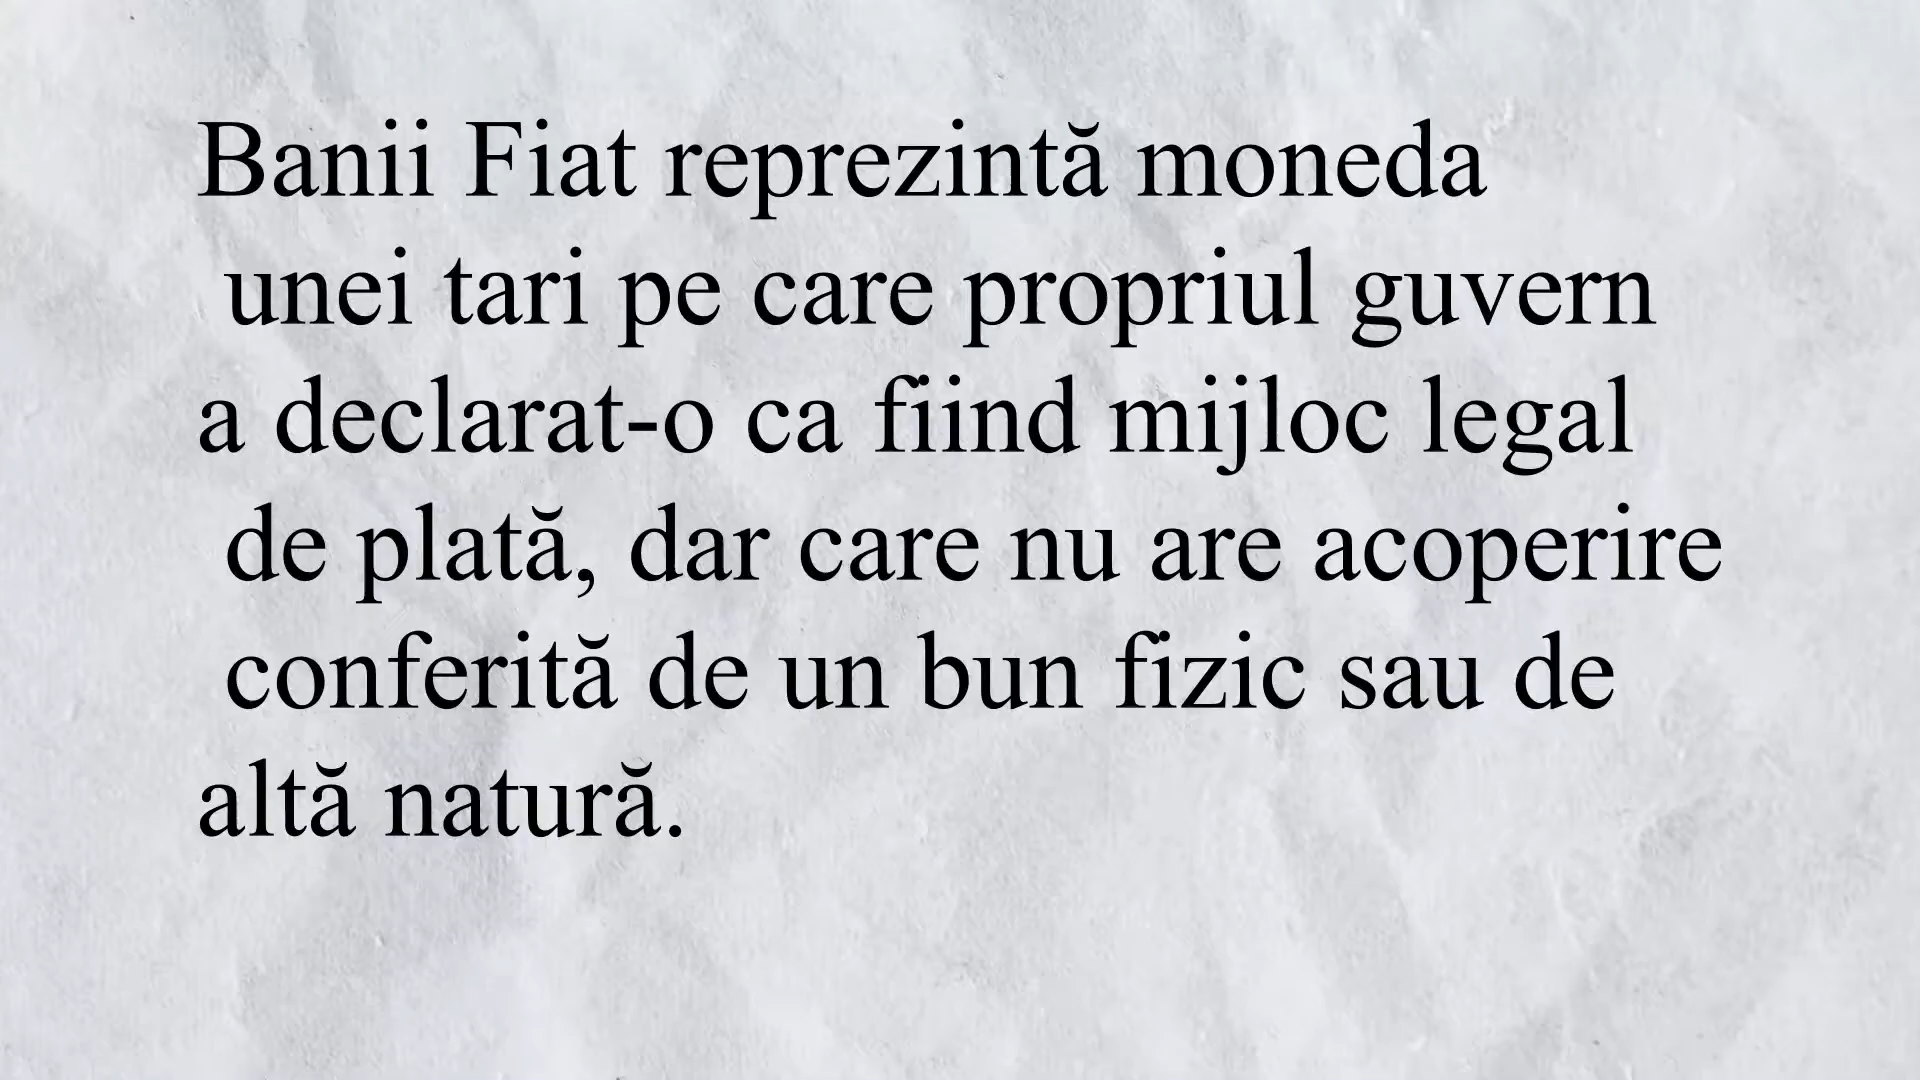 Banii Fiat reprezintă moneda
unei tari pe care propriul guvern
a declarat-o ca fiind mijloc legal
de plată, dar care nu are acoperire
conferită de un bun fizic sau de
altă natură.